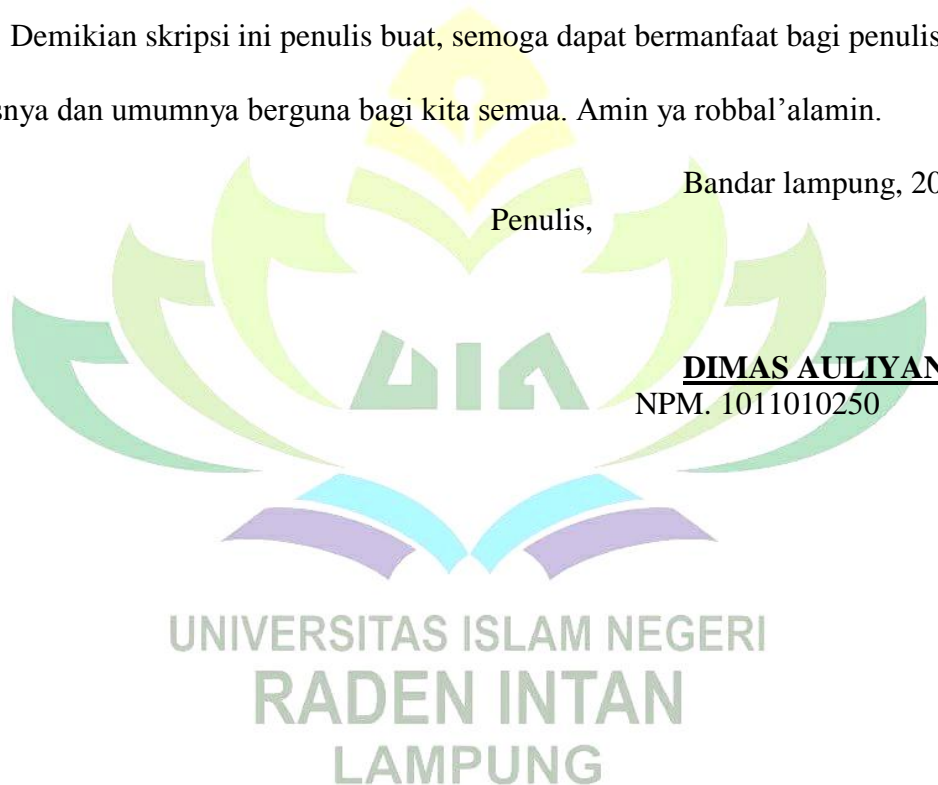 Demikian skripsi ini penulis buat, semoga dapat bermanfaat bagi penulis
snya dan umumnya berguna bagi kita semua. Amin ya robbal’alamin.
Bandar lampung, 20
Penulis,
DIMAS AULIYAN
NPM. 1011010250
UIN
UNIVERSITAS ISLAM NEGERI
RADEN INTAN
LAMPUNG